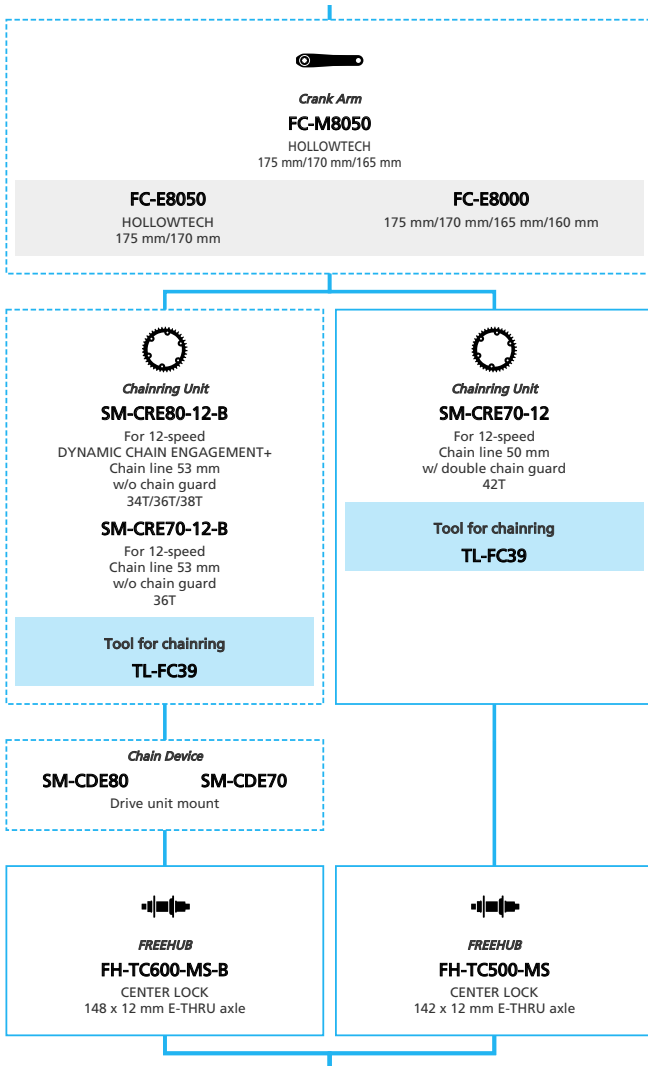 Crank Arm
FC-M8050
HOLLOWTECH
175 mm/170 mm/165 mm
FC-E8050
HOLLOWTECH
175 mm/170 mm
FC-E8000
175 mm/170 mm/165 mm/160 mm
Chainring Unit
SM-CRE80-12-B
For 12-speed
DYNAMIC CHAIN ENGAGEMENT+
Chain line 53 mm
w/o chain guard
34T/36T/38T
SM-CRE70-12-B
For 12-speed
Chain line 53 mm
w/o chain guard
36T
Tool for chainring
TL-FC39
Chainring Unit
SM-CRE70-12
For 12-speed
Chain line 50 mm
w/ double chain guard
42T
Tool for chainring
TL-FC39
Chain Device
SM-CDE80 SM-CDE70
Drive unit mount
FREEHUB
FH-TC600-MS-B
CENTER LOCK
148 x 12 mm E-THRU axle
FREEHUB
FH-TC500-MS
CENTER LOCK
142 x 12 mm E-THRU axle